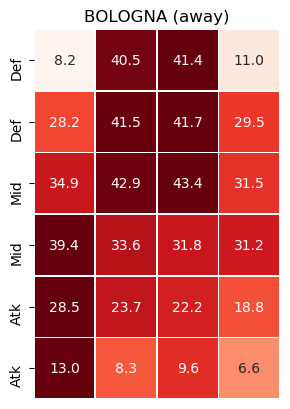 BOLOGNA (away)
Def 8.2 40.5 41.4 11.0
Def 28.2 41.5 41.7 29.5
Mid 34.9 42.9 43.4 31.5
Mid 39.4 33.6 31.8 31.2
Atk 28.5 23.7 22.2 18.8
Atk 13.0 8.3 9.6 6.6